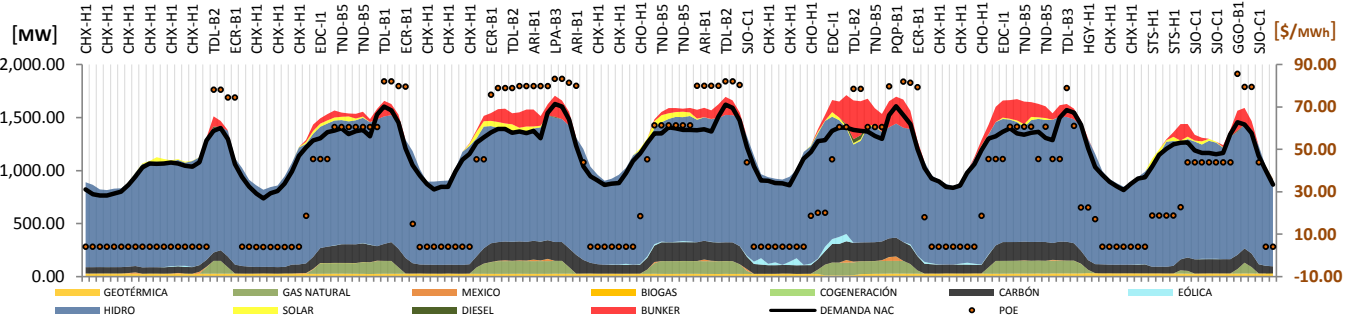 CHX-H1 CHX-H1 CHX-H1 CHX-H1 CHX-H1 CHX-H1 TDL-B2 ECR-B1 CHX-H1 CHX-H1 CHX-H1 EDC-I1 TND-B5 TND-B5 TDL-B1 ECR-B1 CHX-H1 CHX-H1 CHX-H1 ECR-B1 TDL-B2 ARI-B1 LPA-B3 ARI-B1 CHX-H1 CHX-H1 CHO-H1 TND-B5 TND-B5 ARI-B1 TDL-B2 SJO-C1 CHX-H1 CHX-H1 CHO-H1 EDC-I1 TDL-B2 TND-B5 PQP-B1 ECR-B1 CHX-H1 CHX-H1 EDC-H1 TDL-B2 TND-B5 TND-B5 TDL-B3 HGY-H1 CHX-H1 CHX-H1 STS-H1 STS-H1 SJO-C1 SJO-C1 GGO-B1 SJO-C1
[MW] [$/MWh]
2,000.00 90.00
70.00
1,500.00
50.00
1,000.00
30.00
500.00
10.00
0.00 -10.00
GEOTÉRMICA GAS NATURAL MEXICO BIOGAS COGENERACIÓN CARBÓN EÓLICA
HIDRO SOLAR DIESEL BUNKER DEMANDA NAC POE